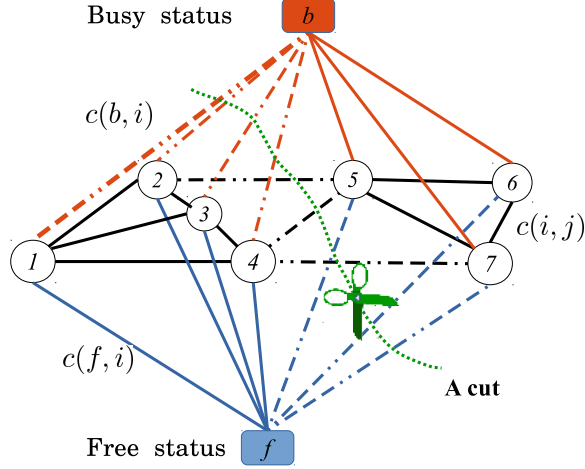 Busy status
b
c(b, i)
2
5
6
3
c(i, j)
1
4
7
c(f, i)
A cut
Free status
f